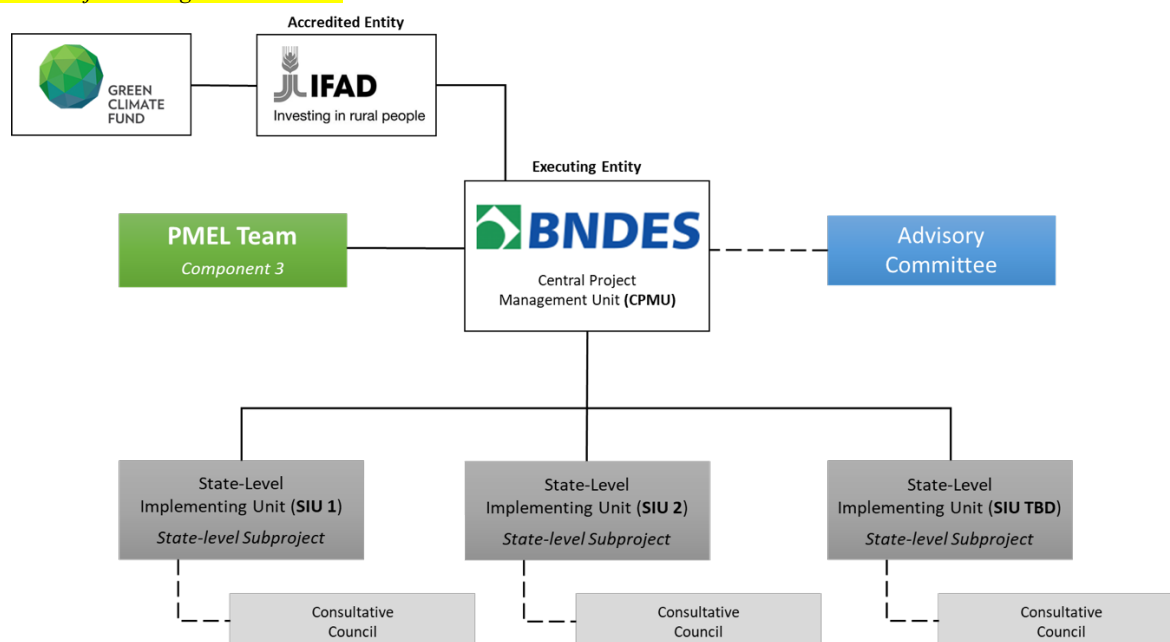 Accredited Entity
GREEN
CLIMATE
FUND
IFAD
Investing in rural people
Executing Entity
BNDES
Central Project
Management Unit (CPMU)
PMEL Team
Component 3
Advisory
Committee
State-Level
Implementing Unit (SIU 1)
State-level Subproject
State-Level
Implementing Unit (SIU 2)
State-level Subproject
State-Level
Implementing Unit (SIU TBD)
State-level Subproject
Consultative
Council
Consultative
Council
Consultative
Council